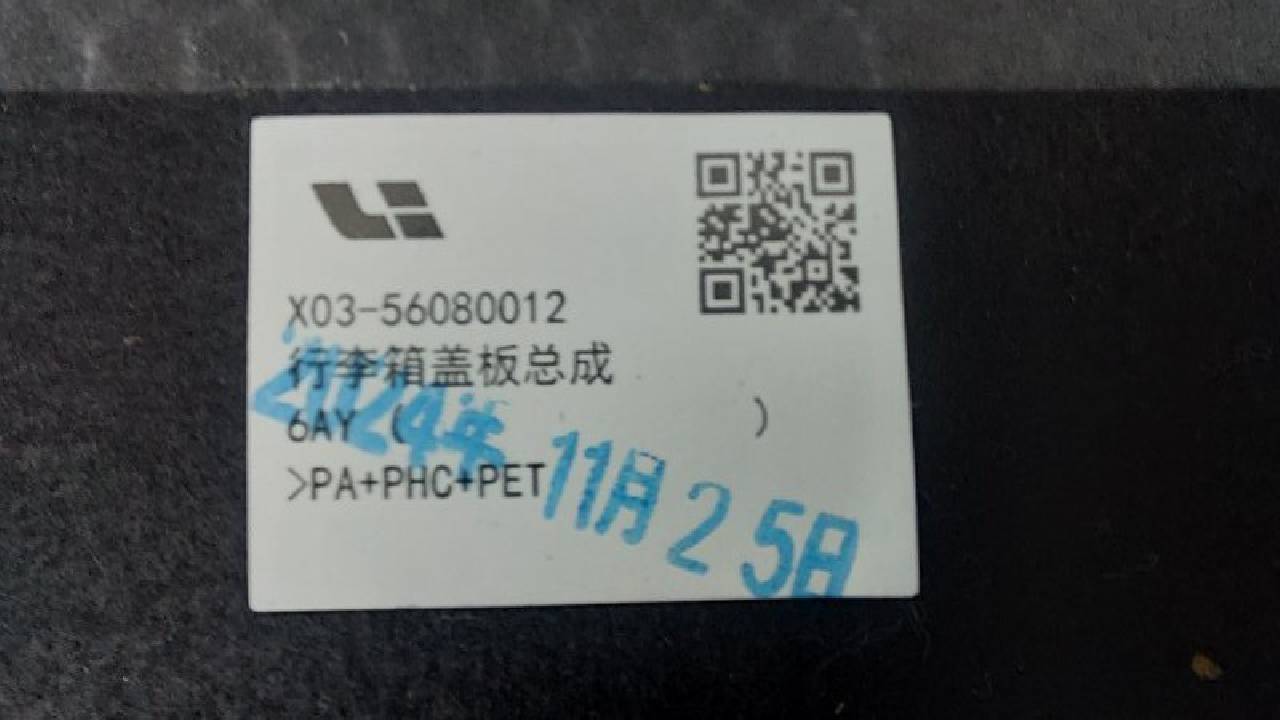 Li
X03-56080012
行李箱盖板总成
6AY (                    )
>PA+PHC+PET
2024年 11月 25日